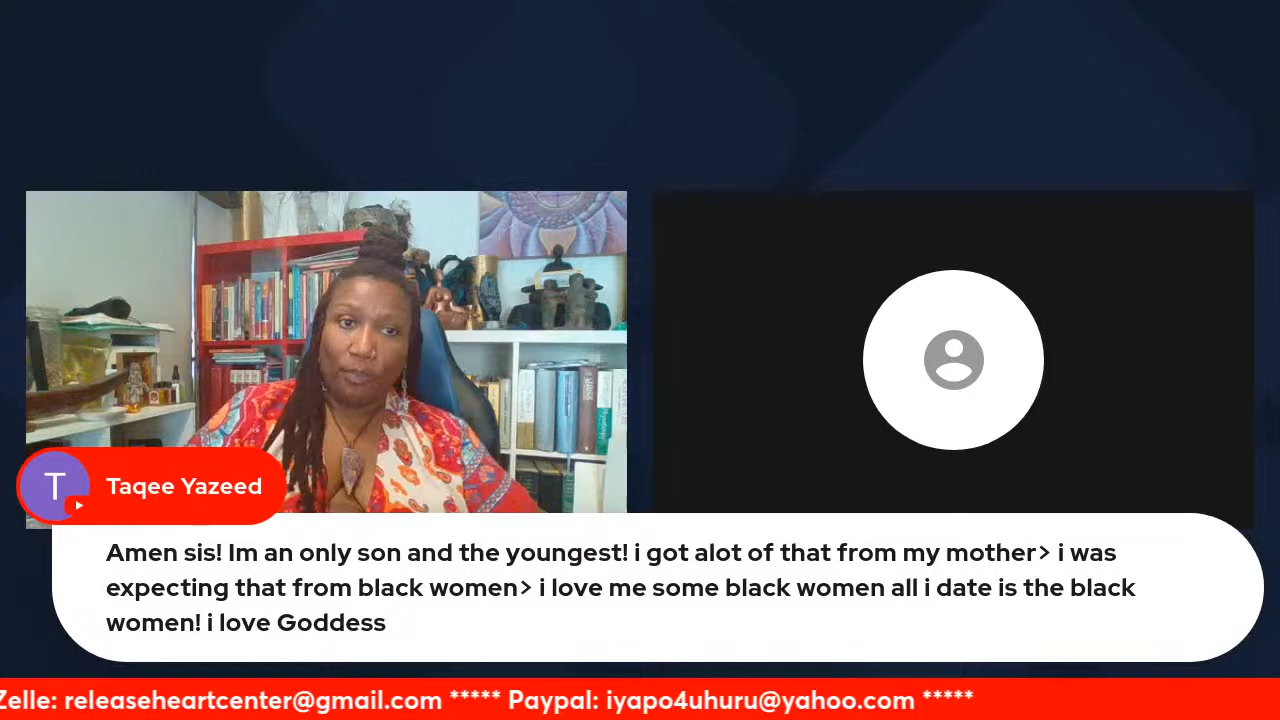 T
Taqee Yazeed
Amen sis! Im an only son and the youngest! i got alot of that from my mother> i was
expecting that from black women> i love me some black women all i date is the black
women! i love Goddess
Zelle: releaseheartcenter@gmail.com ***** Paypal: iyapo4uhuru@yahoo.com *****